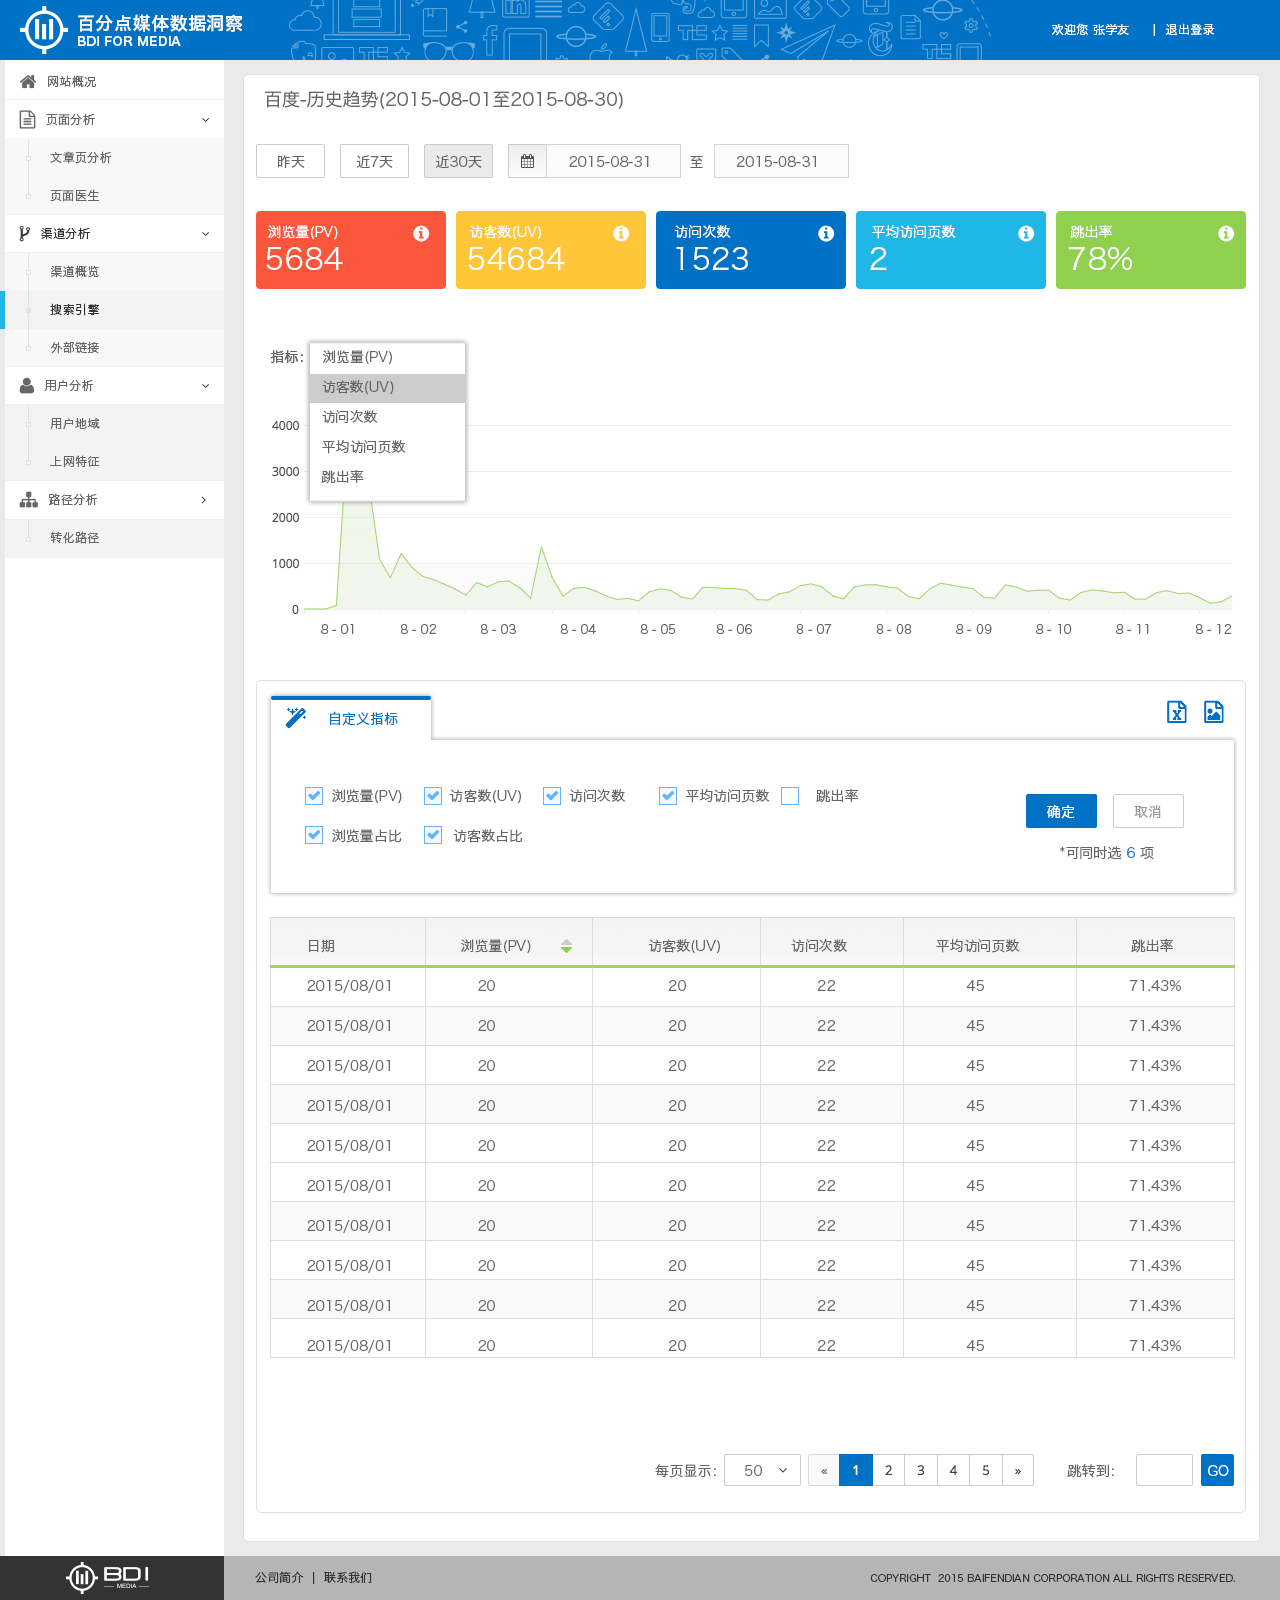 百分点媒体数据洞察
BDI FOR MEDIA
欢迎您 张学友 | 退出登录
网站概况
页面分析
文章页分析
页面医生
渠道分析
渠道概览
搜索引擎
外部链接
用户分析
用户地域
上网特征
路径分析
转化路径
百度-历史趋势(2015-08-01至2015-08-30)
昨天 近7天 近30天 2015-08-31 至 2015-08-31
浏览量(PV) 访客数(UV) 访问次数 平均访问页数 跳出率
5684 54684 1523 2 78%
指标: 浏览量(PV)
访客数(UV)
访问次数
平均访问页数
跳出率
4000
3000
2000
1000
0
8 - 01 8 - 02 8 - 03 8 - 04 8 - 05 8 - 06 8 - 07 8 - 08 8 - 09 8 - 10 8 - 11 8 - 12
自定义指标
浏览量(PV) 访客数(UV) 访问次数 平均访问页数 跳出率
浏览量占比 访客数占比
确定 取消
*可同时选 6 项
日期 浏览量(PV) 访客数(UV) 访问次数 平均访问页数 跳出率
2015/08/01 20 20 22 45 71.43%
2015/08/01 20 20 22 45 71.43%
2015/08/01 20 20 22 45 71.43%
2015/08/01 20 20 22 45 71.43%
2015/08/01 20 20 22 45 71.43%
2015/08/01 20 20 22 45 71.43%
2015/08/01 20 20 22 45 71.43%
2015/08/01 20 20 22 45 71.43%
2015/08/01 20 20 22 45 71.43%
2015/08/01 20 20 22 45 71.43%
每页显示: 50 « 1 2 3 4 5 » 跳转到: GO
BDI
MEDIA
公司简介 | 联系我们
COPYRIGHT 2015 BAIFENDIAN CORPORATION ALL RIGHTS RESERVED.